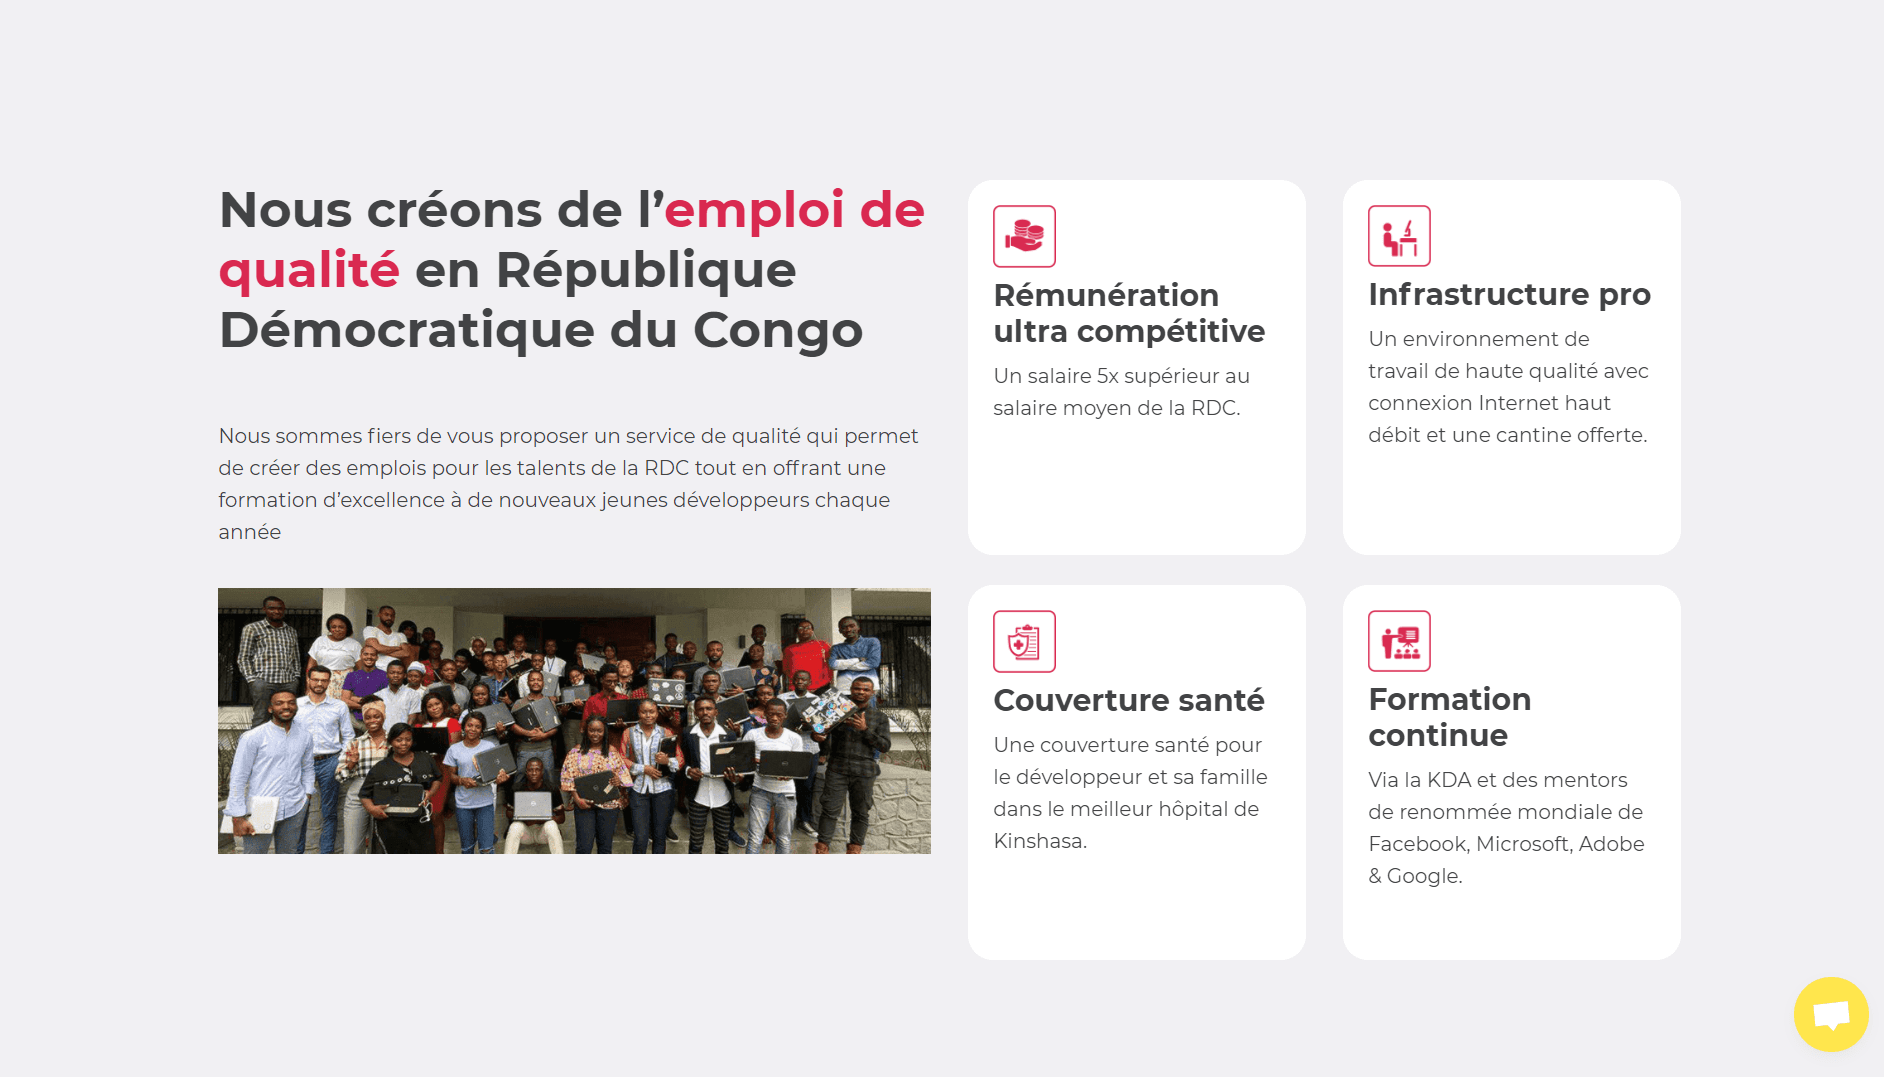 Nous créons de l’emploi de
qualité en République
Démocratique du Congo
Nous sommes fiers de vous proposer un service de qualité qui permet
de créer des emplois pour les talents de la RDC tout en offrant une
formation d’excellence à de nouveaux jeunes développeurs chaque
année
Rémunération
ultra compétitive
Un salaire 5x supérieur au
salaire moyen de la RDC.
Infrastructure pro
Un environnement de
travail de haute qualité avec
connexion Internet haut
débit et une cantine offerte.
Couverture santé
Une couverture santé pour
le développeur et sa famille
dans le meilleur hôpital de
Kinshasa.
Formation
continue
Via la KDA et des mentors
de renommée mondiale de
Facebook, Microsoft, Adobe
& Google.